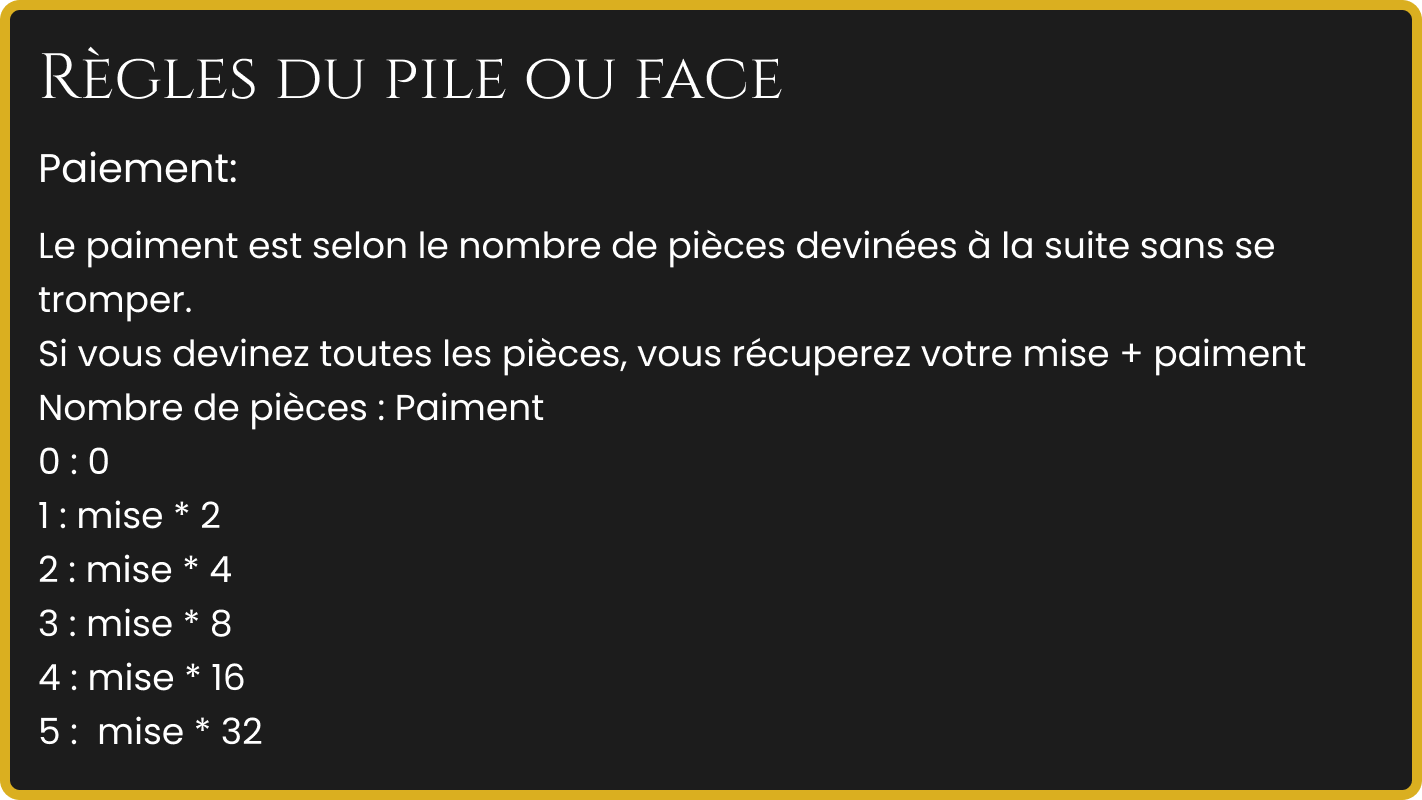 Règles du pile ou face
Paiement:
Le paiment est selon le nombre de pièces devinées à la suite sans se
tromper.
Si vous devinez toutes les pièces, vous récuperez votre mise + paiment
Nombre de pièces : Paiment
0 : 0
1 : mise * 2
2 : mise * 4
3 : mise * 8
4 : mise * 16
5 :  mise * 32